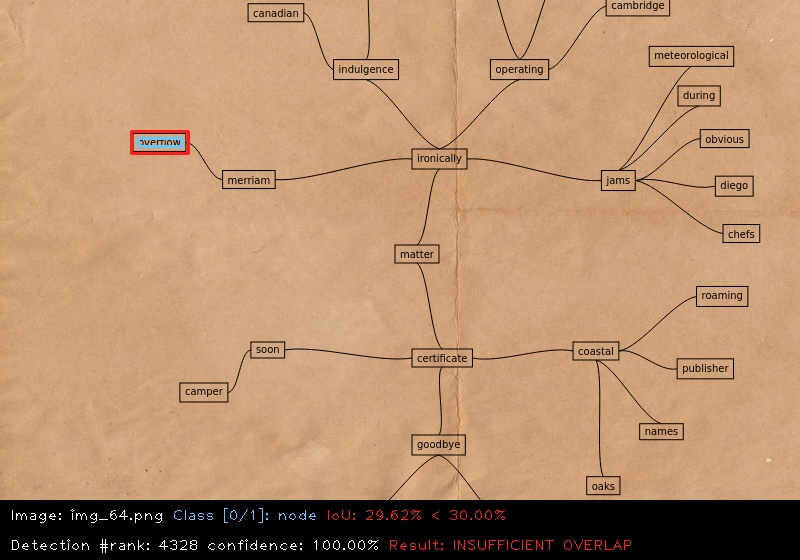 cambridge
canadian
meteorological
indulgence
operating
during
obvious
overflow
ironically
merriam
jams
diego
chefs
matter
roaming
soon
certificate
coastal
publisher
camper
names
goodbye
oaks
Image: img_64.png Class [0/1]: node IoU: 29.62% < 30.00%
Detection #rank: 4328 confidence: 100.00% Result: INSUFFICIENT OVERLAP